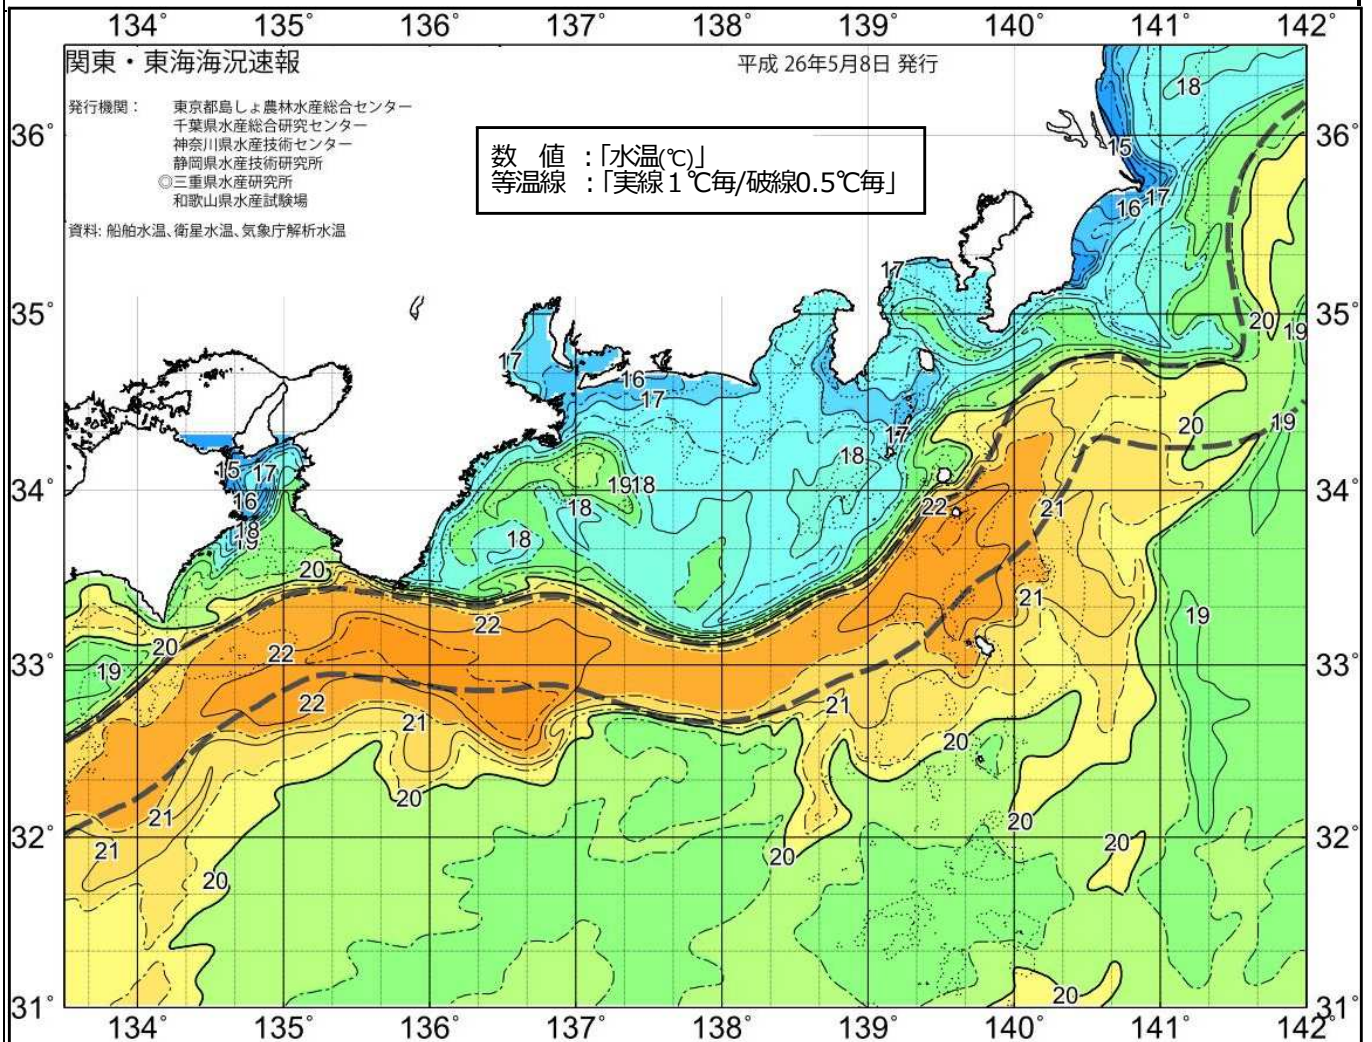 134° 135° 136° 137° 138° 139° 140° 141° 142°
関東・東海海況速報
平成 26年5月8日 発行
発行機関： 東京都島しょ農林水産総合センター
千葉県水産総合研究センター
神奈川県水産技術センター
静岡県水産技術研究所
◎三重県水産研究所
和歌山県水産試験場
資料: 船舶水温、衛星水温、気象庁解析水温
数 値 ：「水温(℃)」
等温線 ：「実線１℃毎/破線0.5℃毎」
18
36° 15 36°
16 17
17
35° 20 19 35°
17 16 17
20 19
15 17 17 18
34° 16 19 18 22 21 34°
18 18
19 18
20 21
22 19
20
33° 19 22 33°
22 21 21
20
20
21 20
32° 21 20 20 32°
20
20
31° 31°
134° 135° 136° 137° 138° 139° 140° 141° 142°